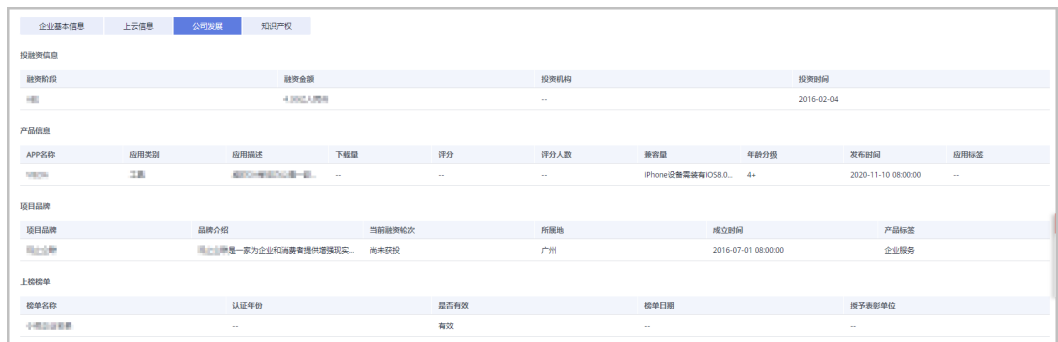 企业基本信息 上云信息 公司发展 知识产权
投融资信息
融资阶段 融资金额 投资机构 投资时间
-- 2016-02-04
产品信息
APP名称 应用类别 应用描述 下载量 评分 评分人数 兼容量 年龄分级 发布时间 应用标签
工具 -- -- -- iPhone设备需装有IOS8.0... 4+ 2020-11-10 08:00:00 --
项目品牌
项目品牌 品牌介绍 当前融资轮次 所属地 成立时间 产品标签
是一家为企业和消费者提供增强现实... 尚未获投 广州 2016-07-01 08:00:00 企业服务
上榜榜单
榜单名称 认证年份 是否有效 榜单日期 授予表彰单位
-- 有效 -- --